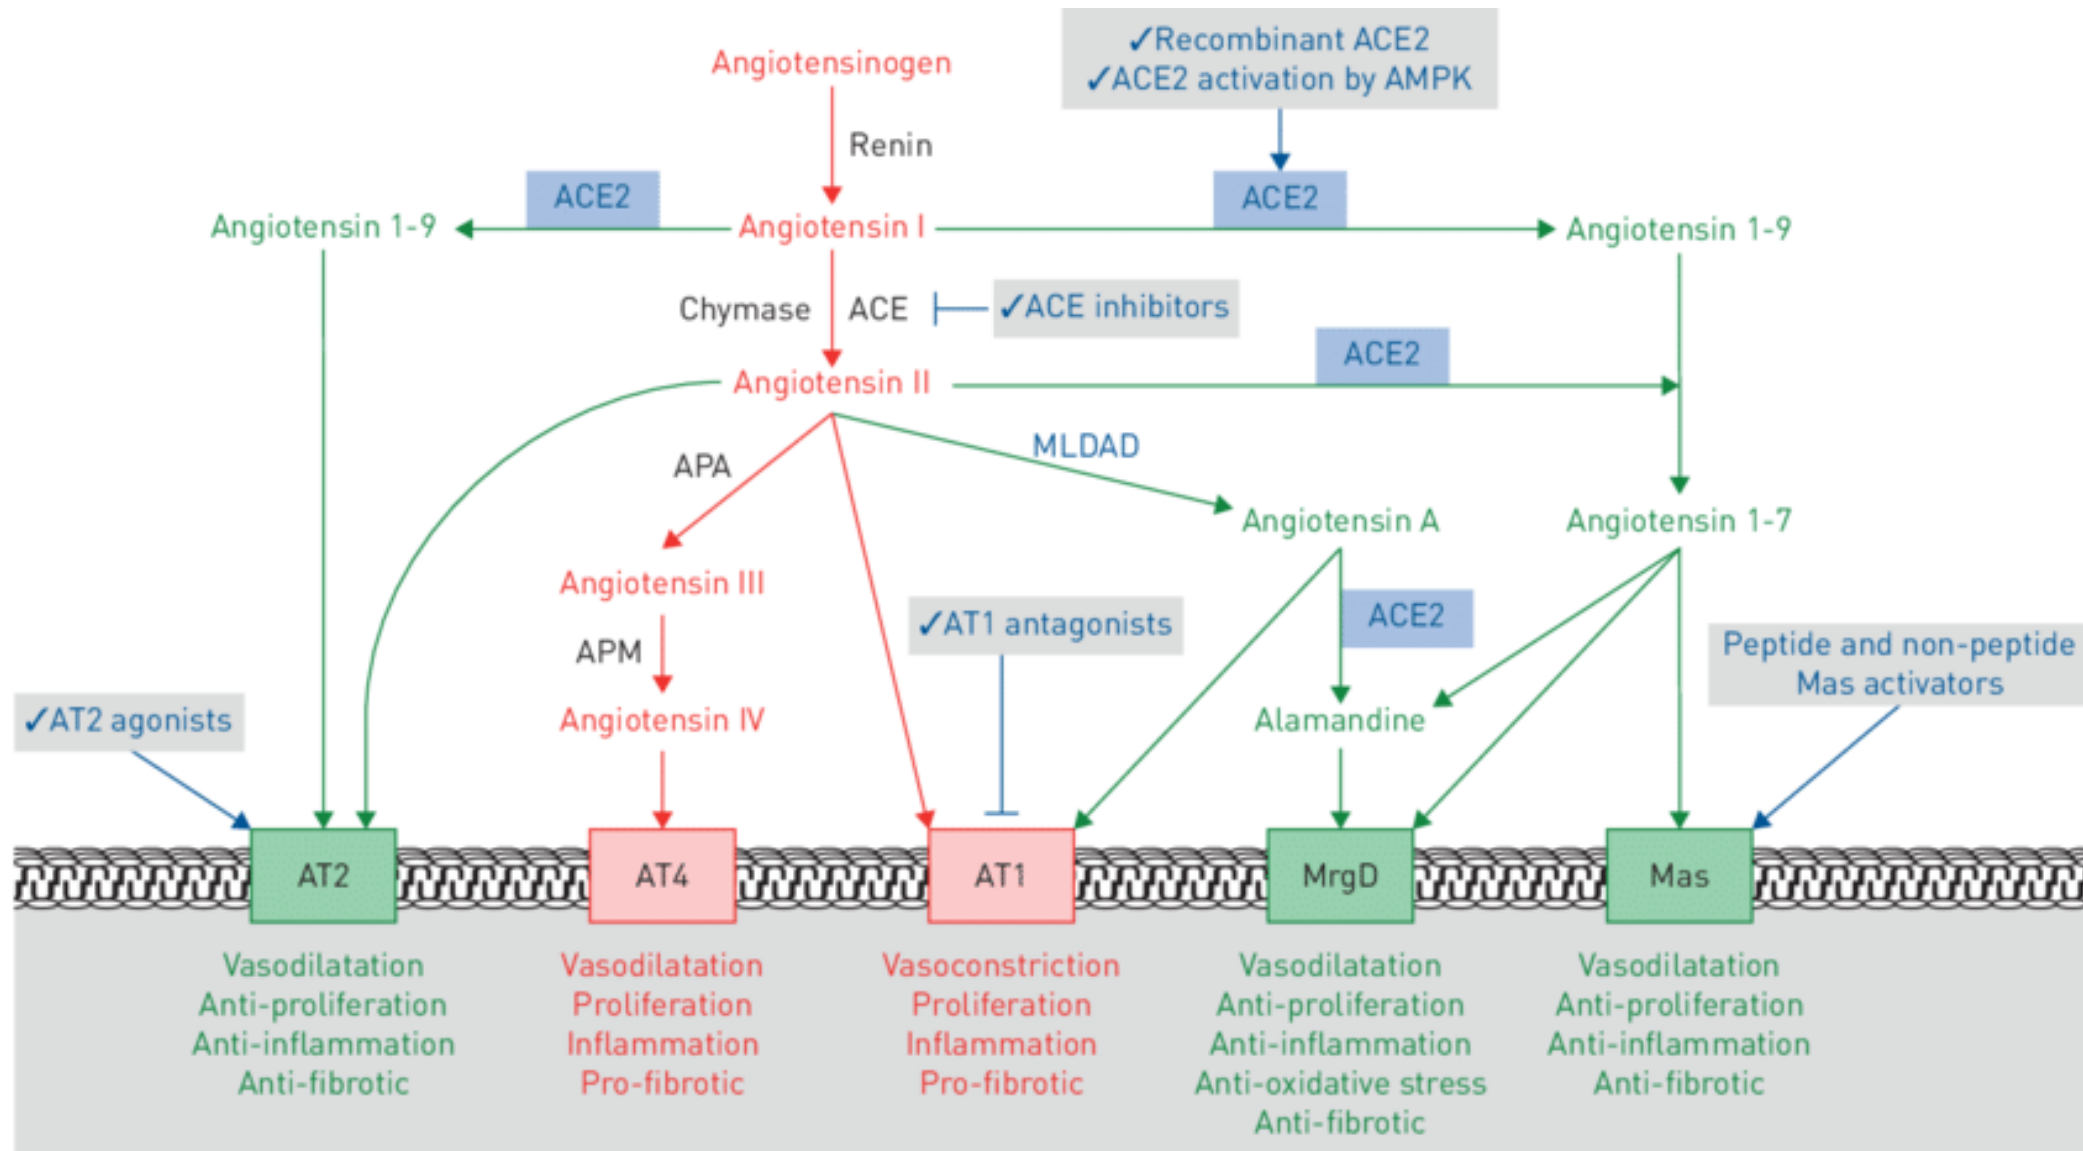 ✓Recombinant ACE2
✓ACE2 activation by AMPK
Angiotensinogen
Renin
ACE2
ACE2
Angiotensin 1-9
Angiotensin I
Angiotensin 1-9
Chymase
ACE
✓ACE inhibitors
ACE2
Angiotensin II
MLDAD
APA
Angiotensin A
Angiotensin 1-7
Angiotensin III
✓AT1 antagonists
ACE2
APM
Peptide and non-peptide
Mas activators
✓AT2 agonists
Angiotensin IV
Alamandine
AT2
AT4
AT1
MrgD
Mas
Vasodilatation
Anti-proliferation
Anti-inflammation
Anti-fibrotic
Vasodilatation
Proliferation
Inflammation
Pro-fibrotic
Vasoconstriction
Proliferation
Inflammation
Pro-fibrotic
Vasodilatation
Anti-proliferation
Anti-inflammation
Anti-oxidative stress
Anti-fibrotic
Vasodilatation
Anti-proliferation
Anti-inflammation
Anti-fibrotic